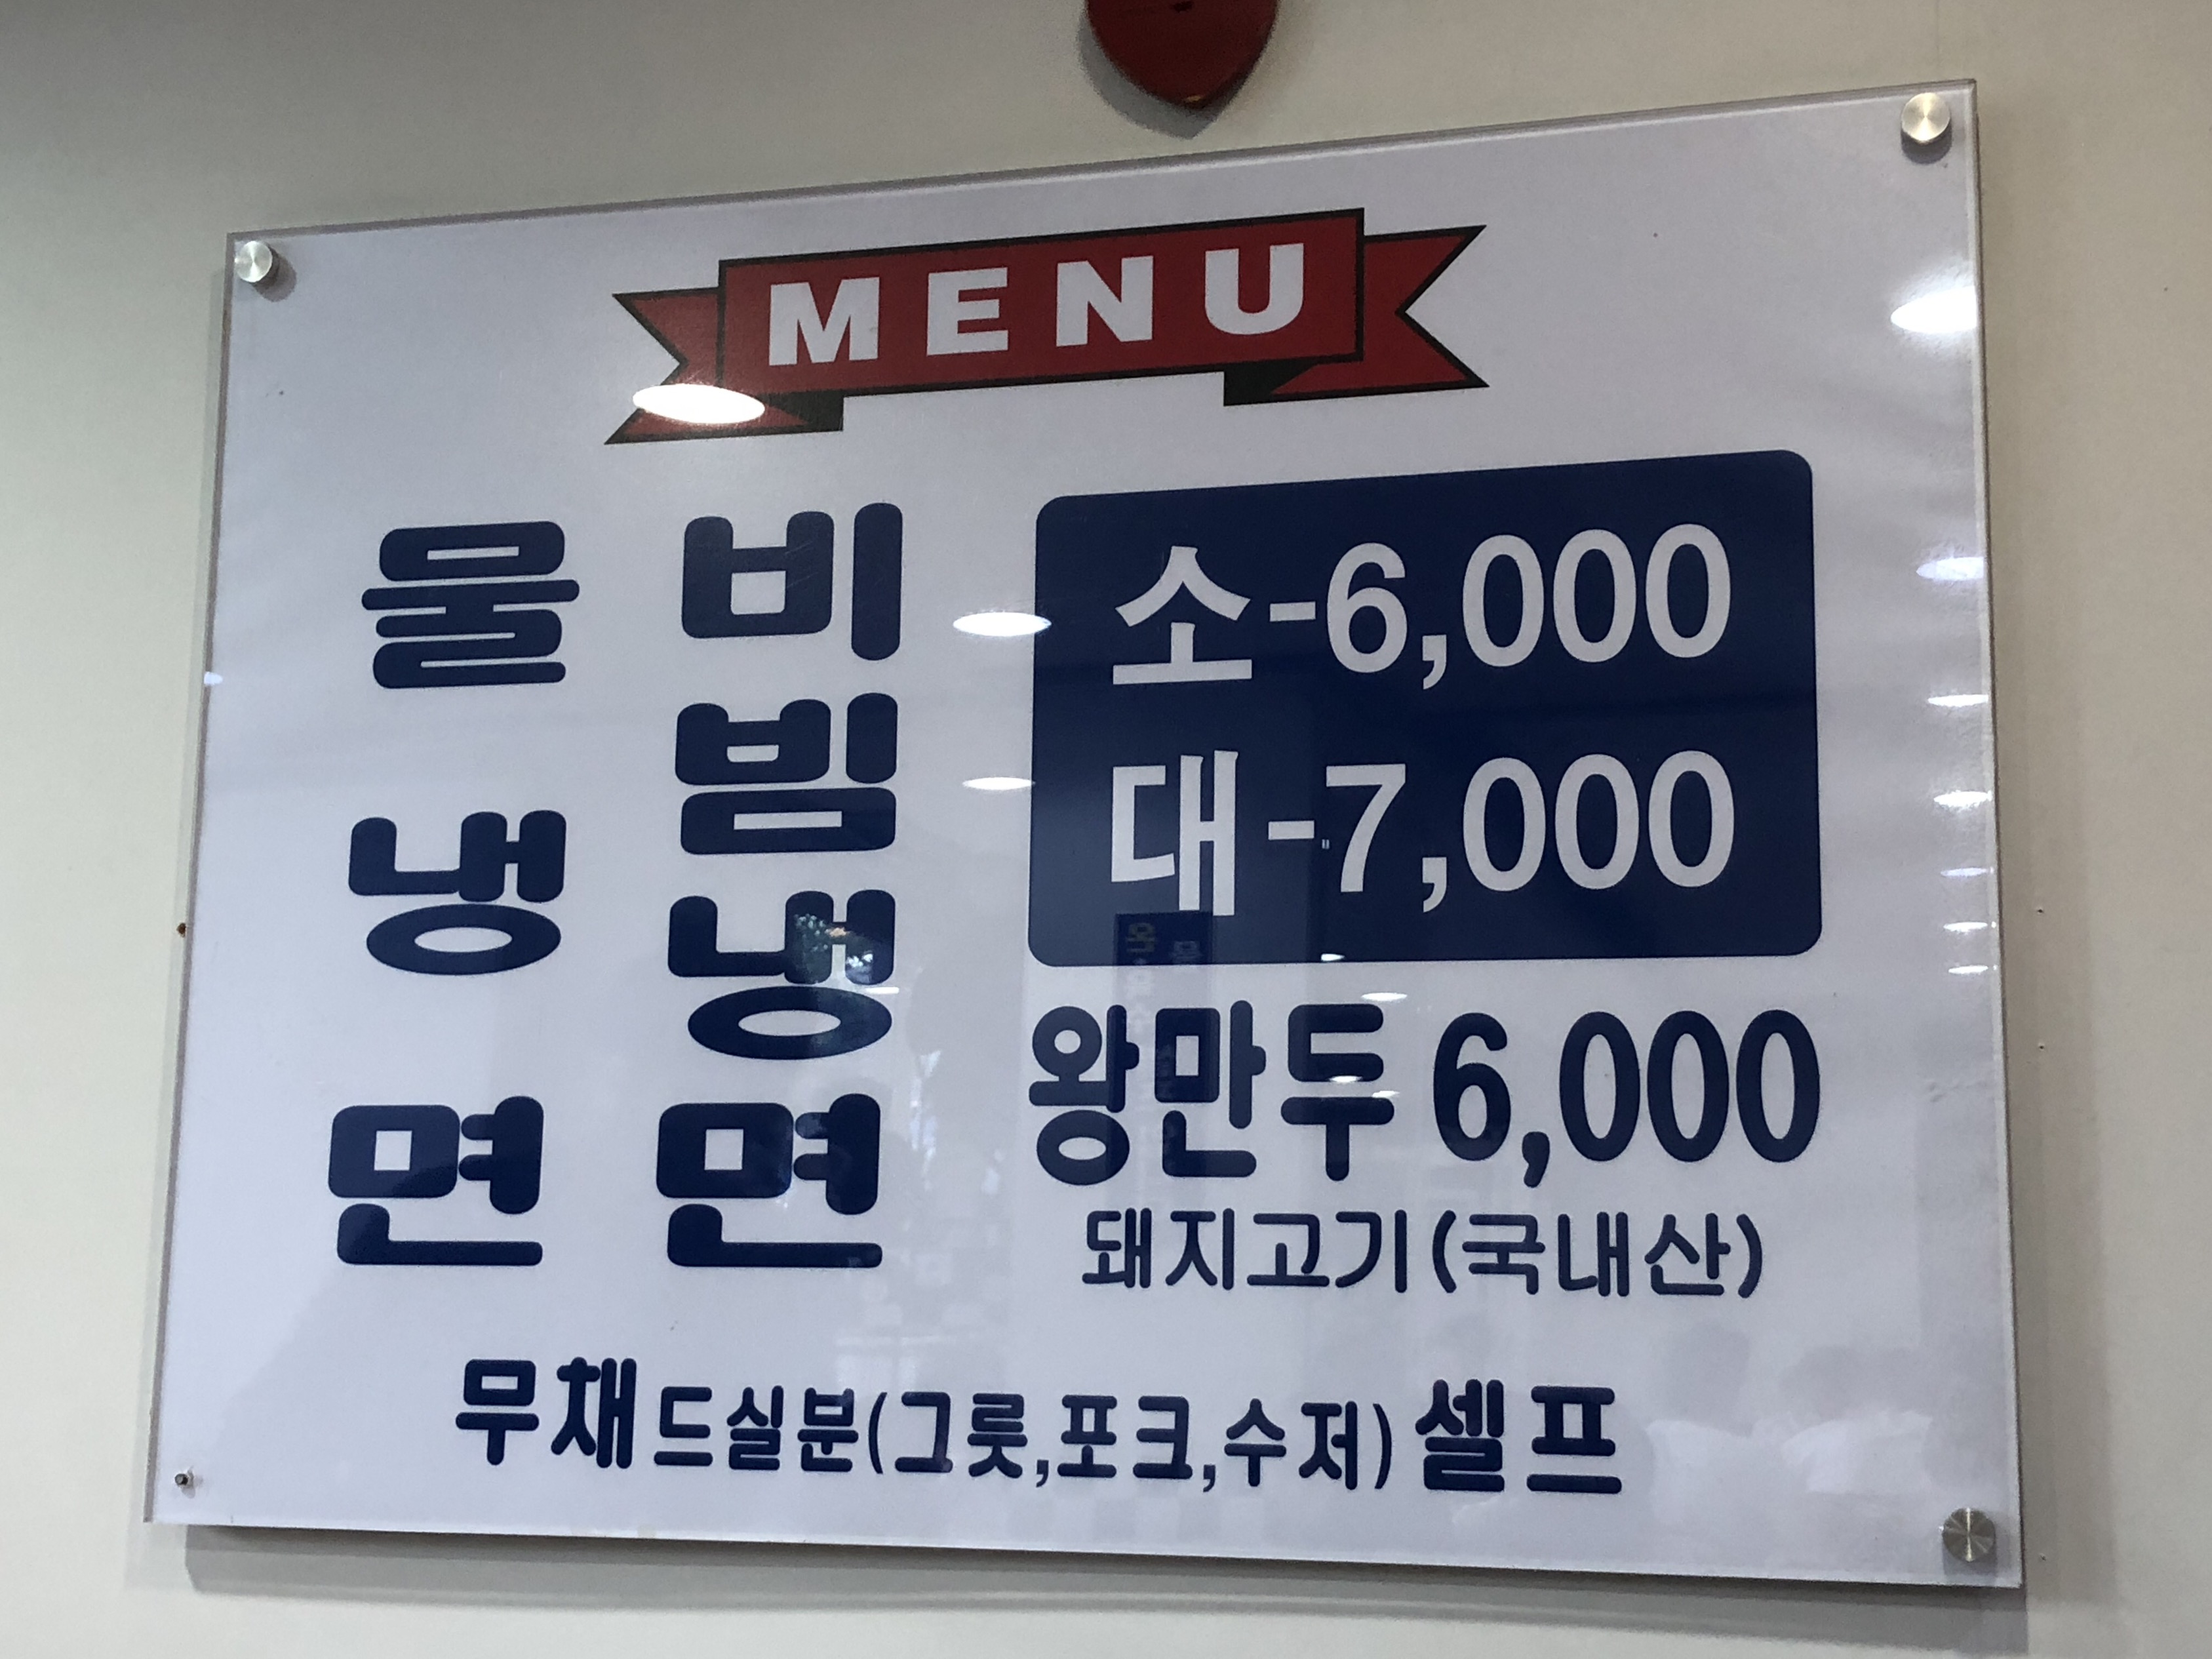 MENU
물냉면
비빔냉면
소-6,000
대-7,000
왕만두 6,000
돼지고기(국내산)
무채 드실분(그릇,포크,수저) 셀프